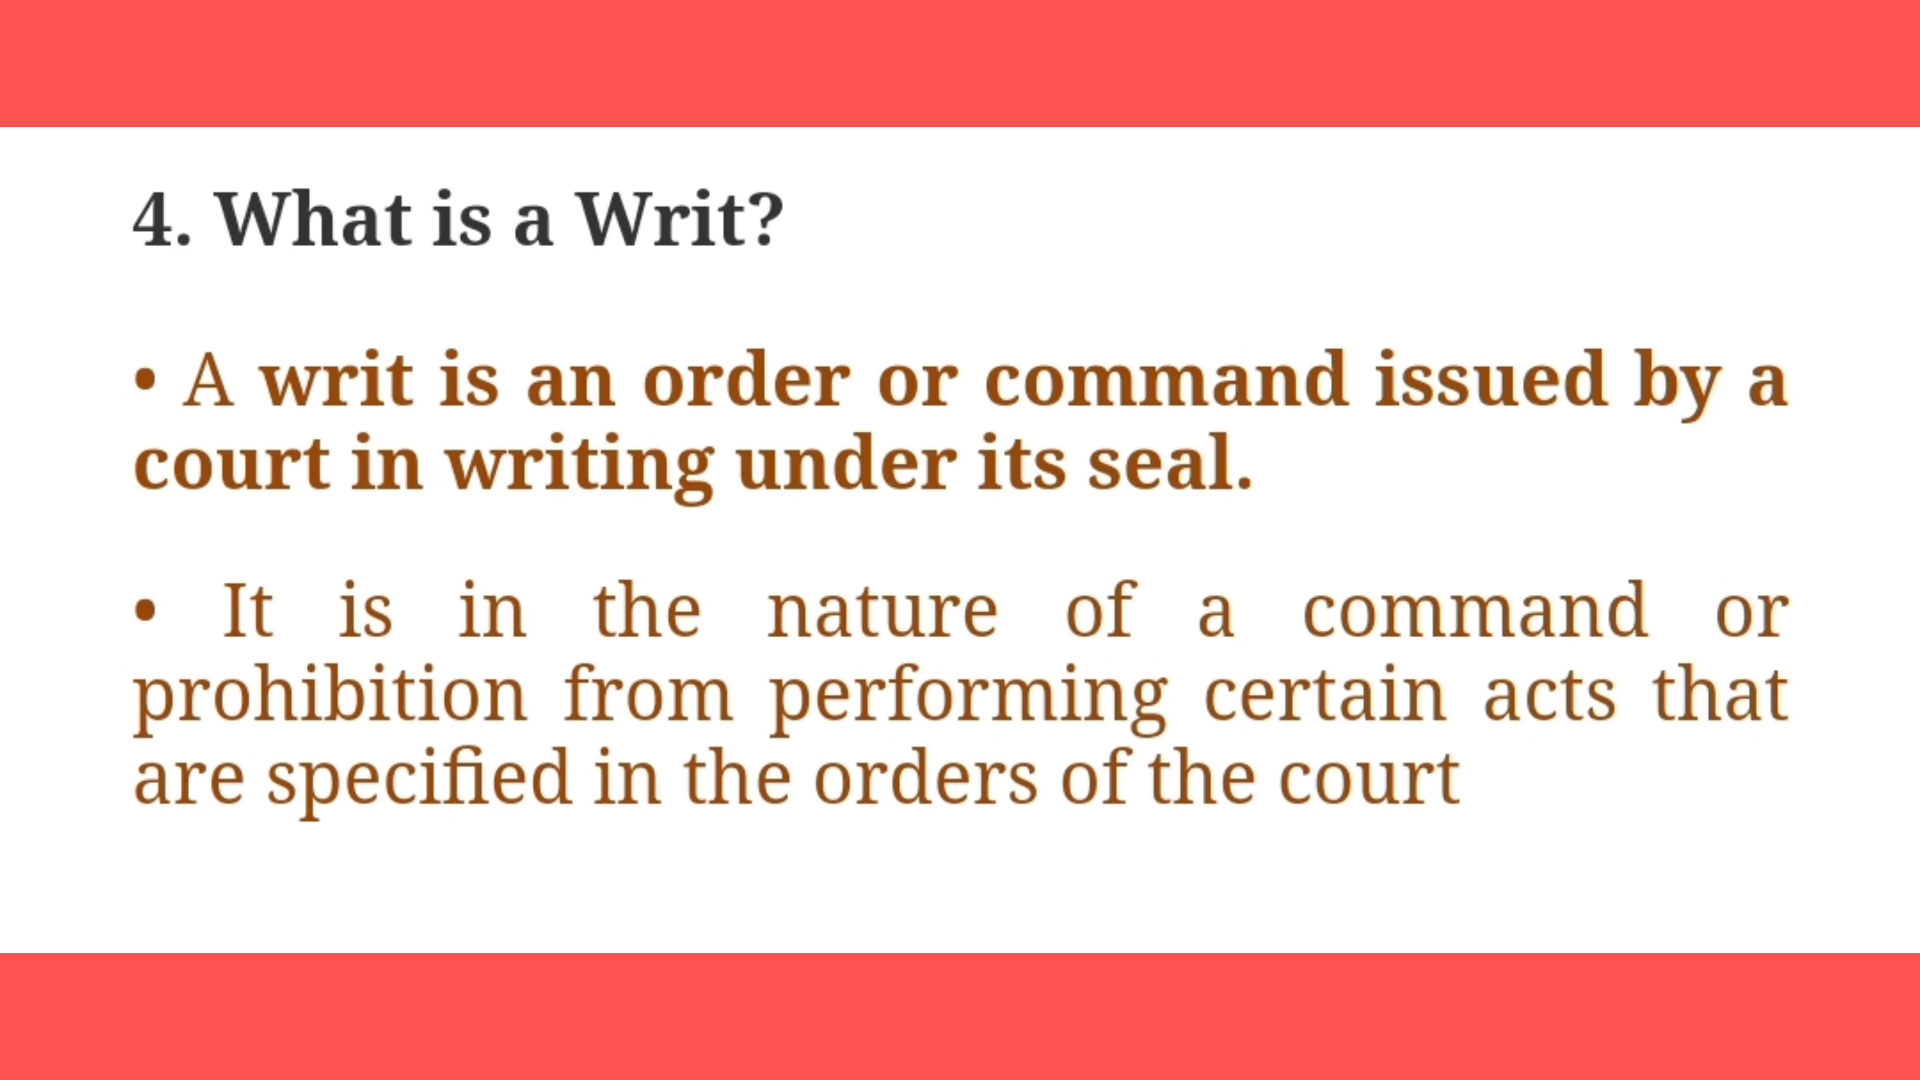 4. What is a Writ?
• A writ is an order or command issued by a
court in writing under its seal.
• It is in the nature of a command or
prohibition from performing certain acts that
are specified in the orders of the court